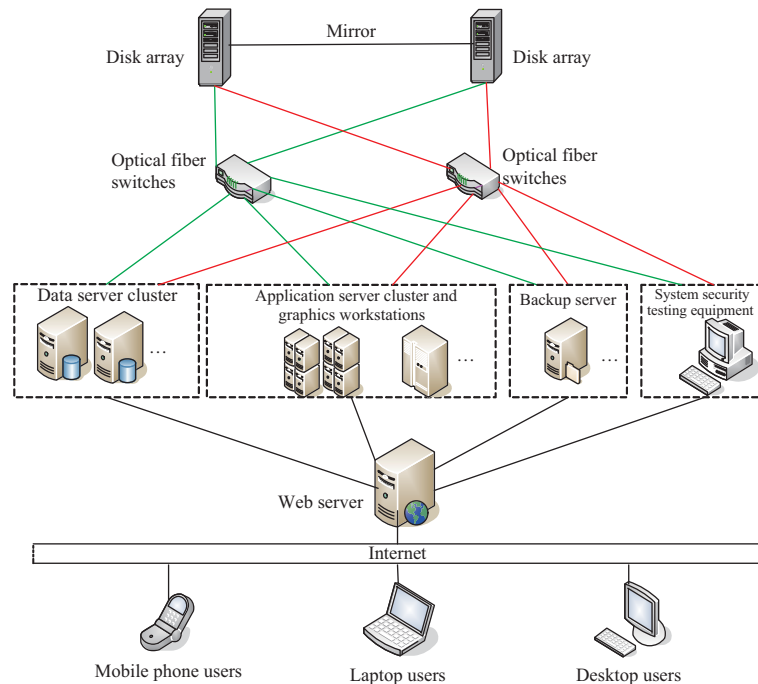 Mirror
Disk array
Disk array
Optical fiber
switches
Optical fiber
switches
Data server cluster
Application server cluster and
graphics workstations
Backup server
System security
testing equipment
...
...
...
Web server
Internet
Mobile phone users
Laptop users
Desktop users